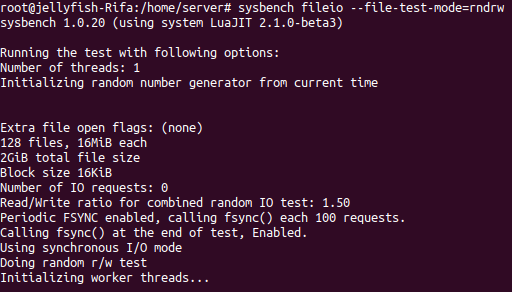 root@jellyfish-Rifa:/home/server# sysbench fileio --file-test-mode=rndrw
sysbench 1.0.20 (using system LuaJIT 2.1.0-beta3)
Running the test with following options:
Number of threads: 1
Initializing random number generator from current time
Extra file open flags: (none)
128 files, 16MiB each
2GiB total file size
Block size 16KiB
Number of IO requests: 0
Read/Write ratio for combined random IO test: 1.50
Periodic FSYNC enabled, calling fsync() each 100 requests.
Calling fsync() at the end of test, Enabled.
Using synchronous I/O mode
Doing random r/w test
Initializing worker threads...